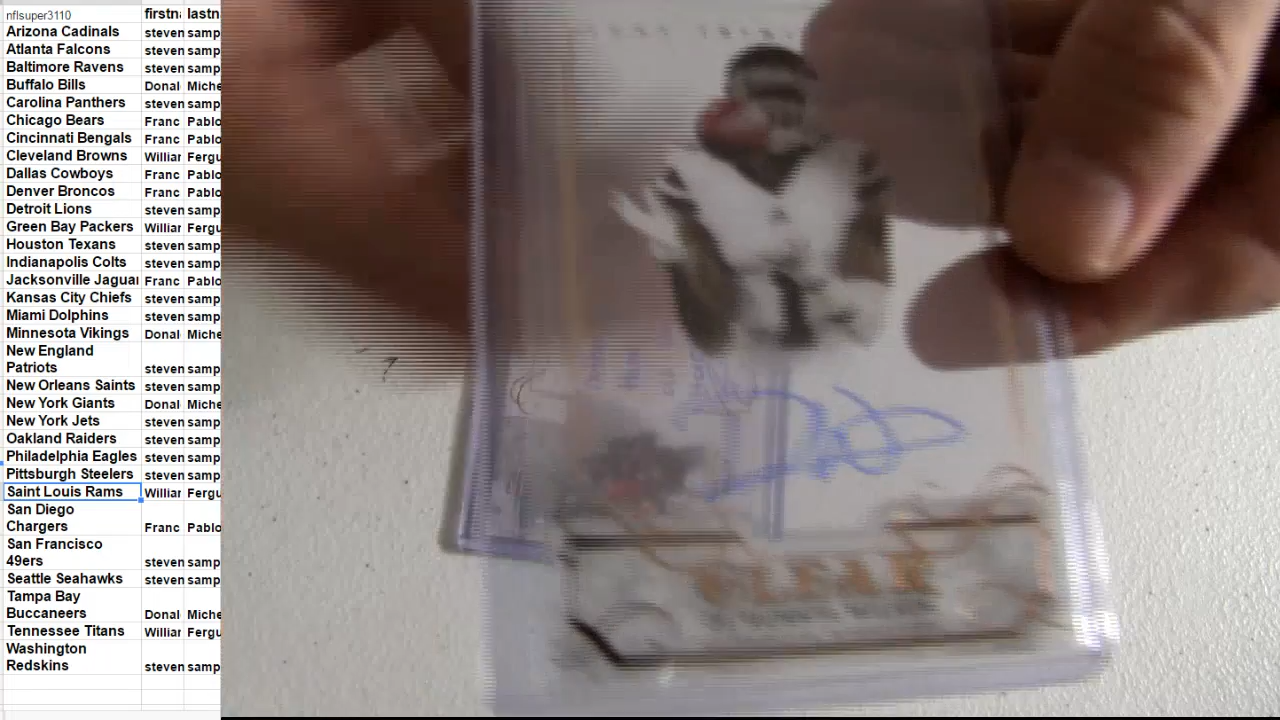 nflsuper3110 firstn lastn
Arizona Cadinals steven samp
Atlanta Falcons steven samp
Baltimore Ravens steven samp
Buffalo Bills Donal Miche
Carolina Panthers steven samp
Chicago Bears Franc Pablo
Cincinnati Bengals Franc Pablo
Cleveland Browns Willian Fergu
Dallas Cowboys Franc Pablo
Denver Broncos Franc Pablo
Detroit Lions steven samp
Green Bay Packers Willian Fergu
Houston Texans steven samp
Indianapolis Colts steven samp
Jacksonville Jaguar Franc Pablo
Kansas City Chiefs steven samp
Miami Dolphins steven samp
Minnesota Vikings Donal Miche
New England
Patriots steven samp
New Orleans Saints steven samp
New York Giants Donal Miche
New York Jets steven samp
Oakland Raiders steven samp
Philadelphia Eagles steven samp
Pittsburgh Steelers steven samp
Saint Louis Rams Willian Fergu
San Diego
Chargers Franc Pablo
San Francisco
49ers steven samp
Seattle Seahawks steven samp
Tampa Bay
Buccaneers Donal Miche
Tennessee Titans Willian Fergu
Washington
Redskins steven samp
CLEAR